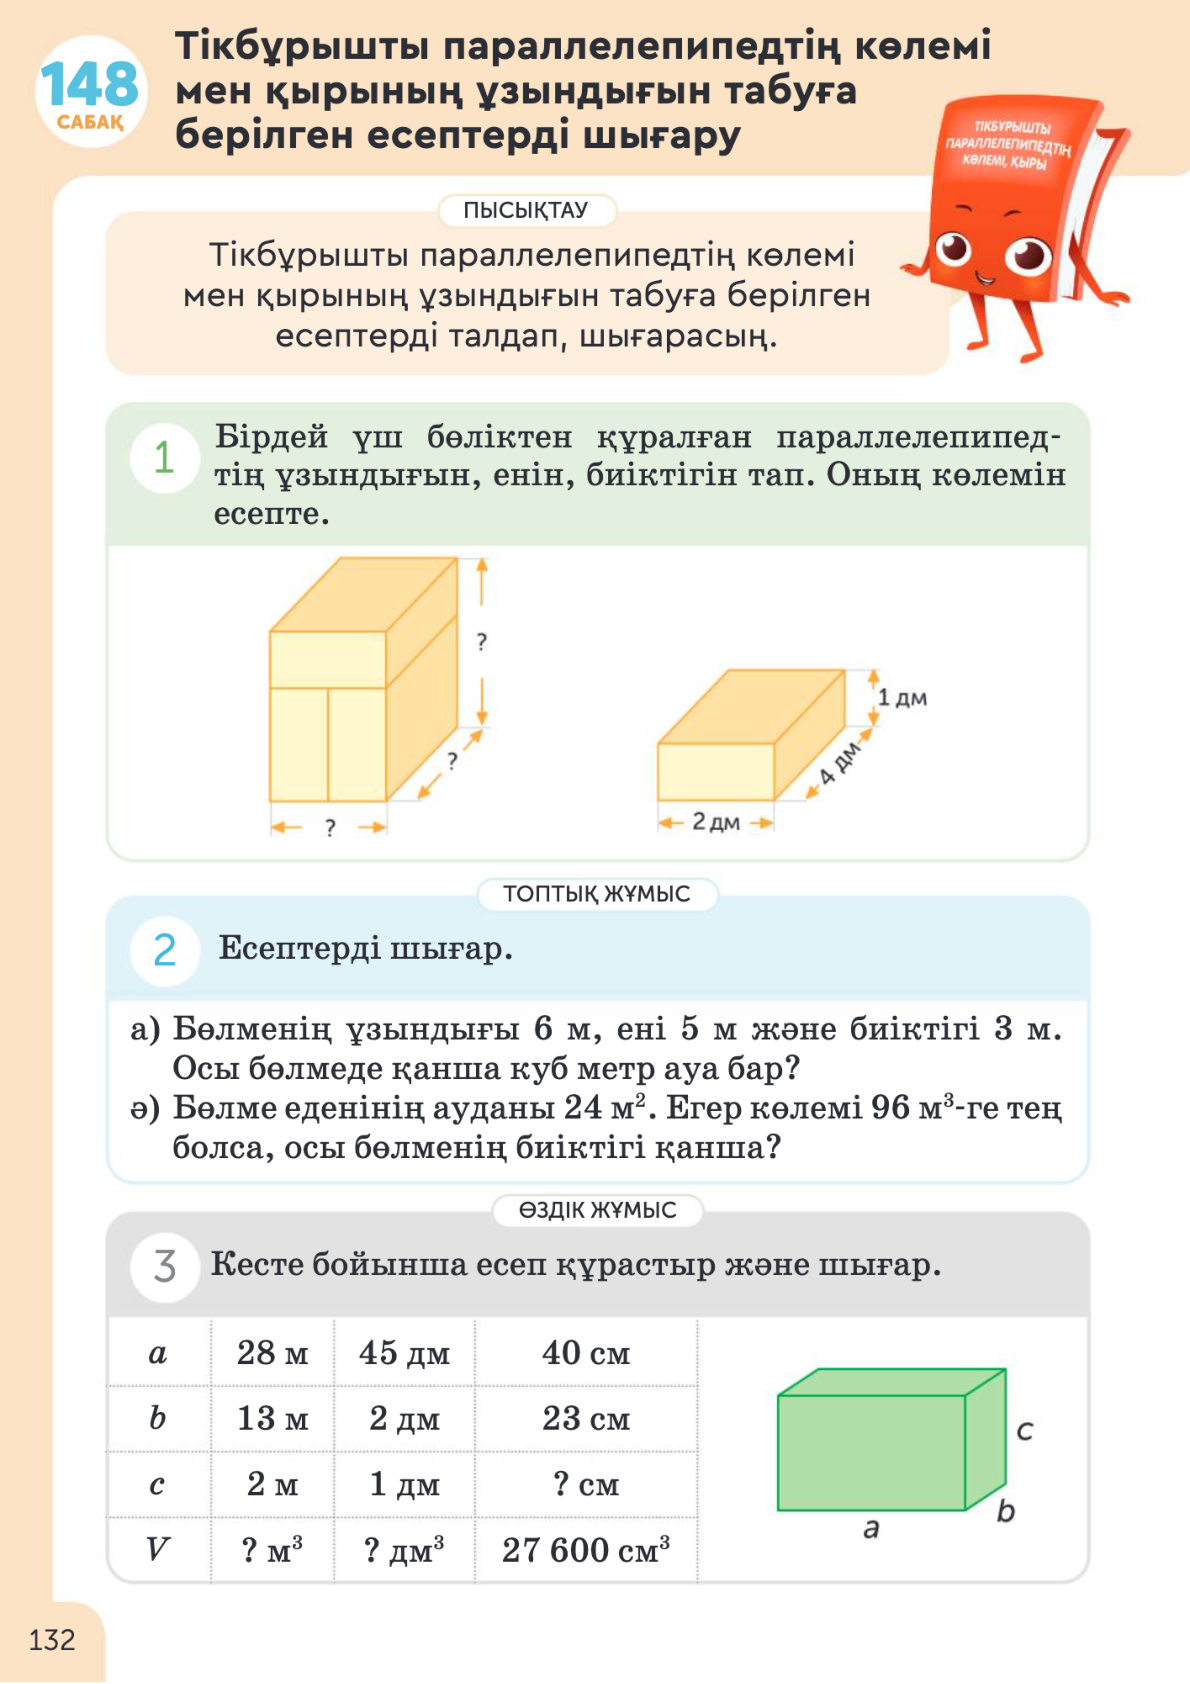 148
САБАҚ
Тікбұрышты параллелепипедтің көлемі
мен қырының ұзындығын табуға
берілген есептерді шығару
ТІКБҰРЫШТЫ
ПАРАЛЛЕЛЕПИПЕДТІҢ
КӨЛЕМІ, ҚЫРЫ
ПЫСЫҚТАУ
Тікбұрышты параллелепипедтің көлемі
мен қырының ұзындығын табуға берілген
есептерді талдап, шығарасың.
1
Бірдей үш бөліктен құралған параллелепипед-
тің ұзындығын, енін, биіктігін тап. Оның көлемін
есепте.
?
?
?
1 дм
4 дм
2 дм
ТОПТЫҚ ЖҰМЫС
2 Есептерді шығар.
а) Бөлменің ұзындығы 6 м, ені 5 м және биіктігі 3 м.
Осы бөлмеде қанша куб метр ауа бар?
ә) Бөлме еденінің ауданы 24 м². Егер көлемі 96 м³-ге тең
болса, осы бөлменің биіктігі қанша?
ӨЗДІК ЖҰМЫС
3 Кесте бойынша есеп құрастыр және шығар.
a 28 м 45 дм 40 см
b 13 м 2 дм 23 см
c 2 м 1 дм ? см
V ? м³ ? дм³ 27 600 см³
c
b
a
132